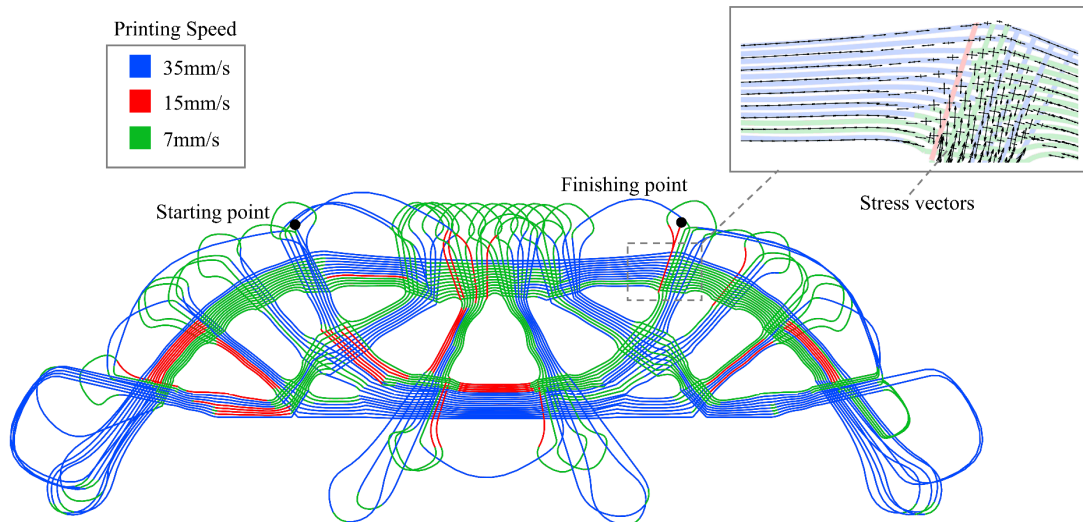 Printing Speed
35mm/s
15mm/s
7mm/s
Starting point
Finishing point
Stress vectors